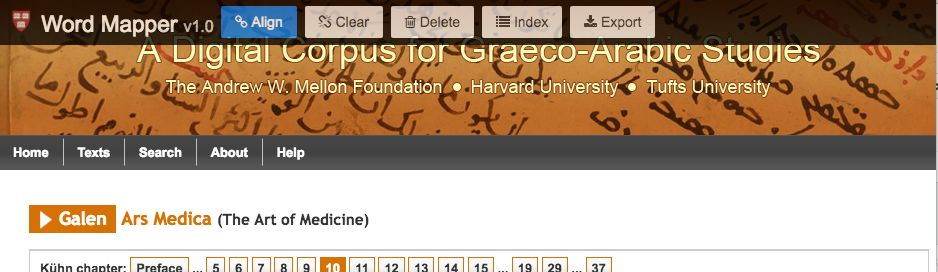 Word Mapper v1.0 Align Clear Delete Index Export
A Digital Corpus for Graeco-Arabic Studies
The Andrew W. Mellon Foundation ● Harvard University ● Tufts University
Home Texts Search About Help
Galen Ars Medica (The Art of Medicine)
Kühn chapter: Preface ... 5 6 7 8 9 10 11 12 13 14 15 ... 19 29 ... 37